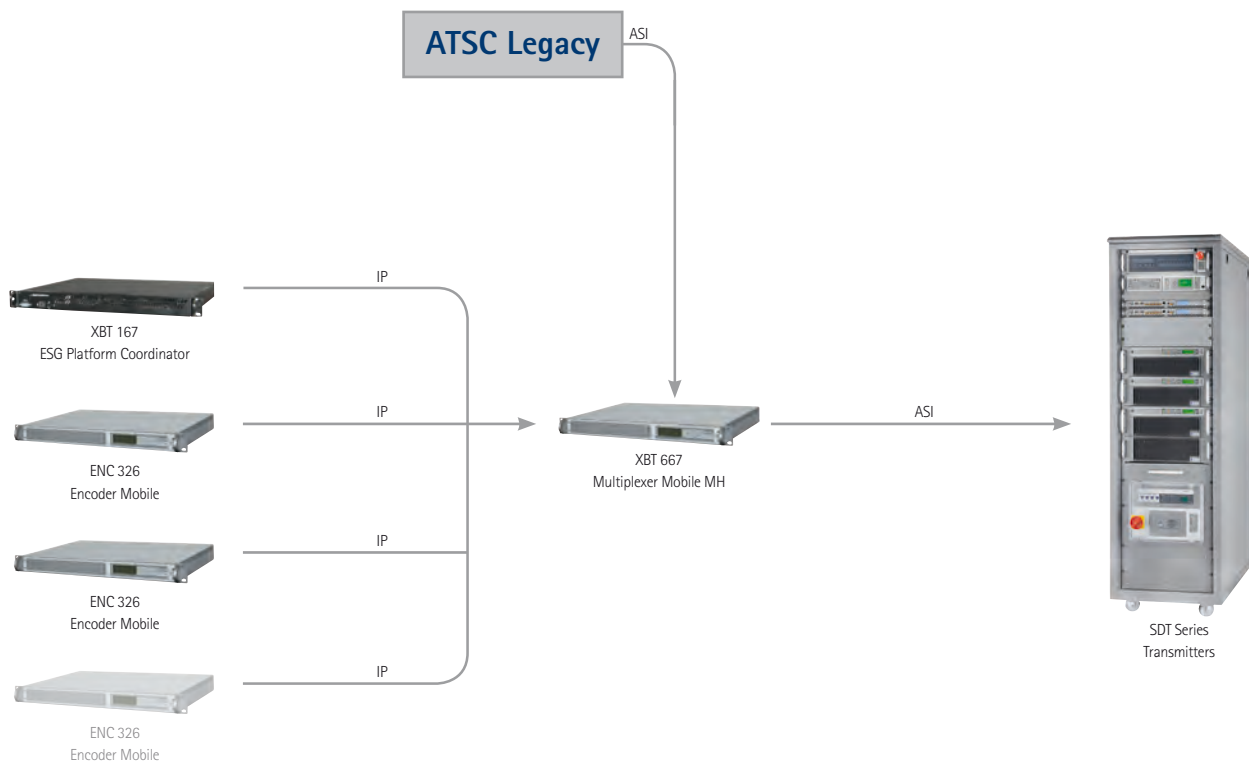 ATSC Legacy
ASI
IP
XBT 167
ESG Platform Coordinator
IP
ENC 326
Encoder Mobile
XBT 667
Multiplexer Mobile MH
ASI
IP
ENC 326
Encoder Mobile
SDT Series
Transmitters
IP
ENC 326
Encoder Mobile